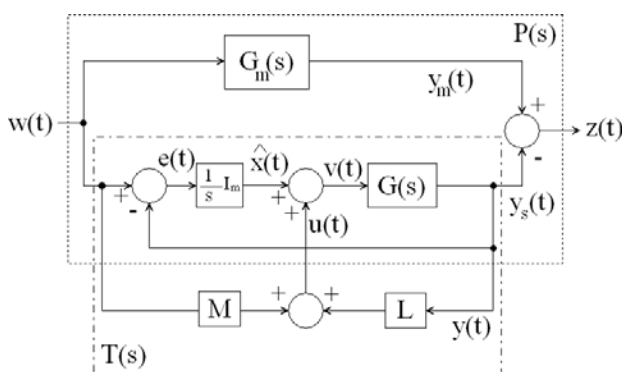 P(s)
G_m(s)
y_m(t)
+
w(t)
z(t)
-
e(t)
x̂(t)
v(t)
+
-
1/s I_m
+
+
G(s)
y_s(t)
u(t)
M
+
+
L
y(t)
T(s)